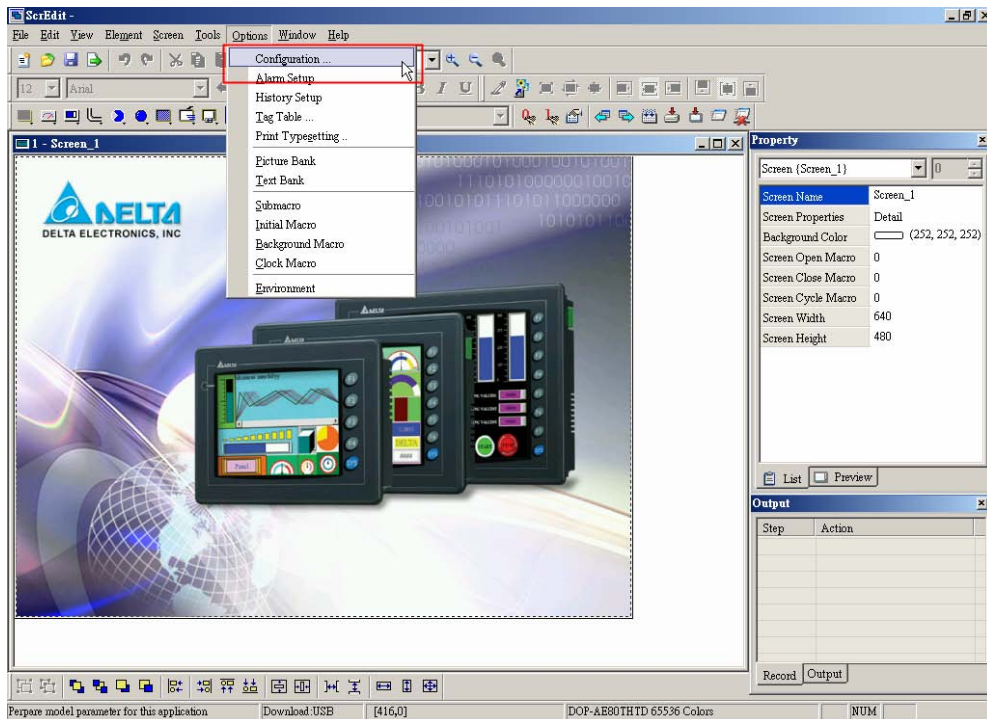 ScrEdit -
File Edit View Element Screen Tools Options Window Help
12 Arial I U
Configuration ...
Alarm Setup
History Setup
Tag Table ...
Print Typesetting ..
Picture Bank
Text Bank
Submacro
Initial Macro
Background Macro
Clock Macro
Environment
1 - Screen_1
DELTA
DELTA ELECTRONICS, INC
Property
Screen {Screen_1} 0
Screen Name Screen_1
Screen Properties Detail
Background Color (252, 252, 252)
Screen Open Macro 0
Screen Close Macro 0
Screen Cycle Macro 0
Screen Width 640
Screen Height 480
List Preview
Output
Step Action
Record Output
Perpare model parameter for this application Download:USB [416,0] DOP-AE80THTD 65536 Colors NUM